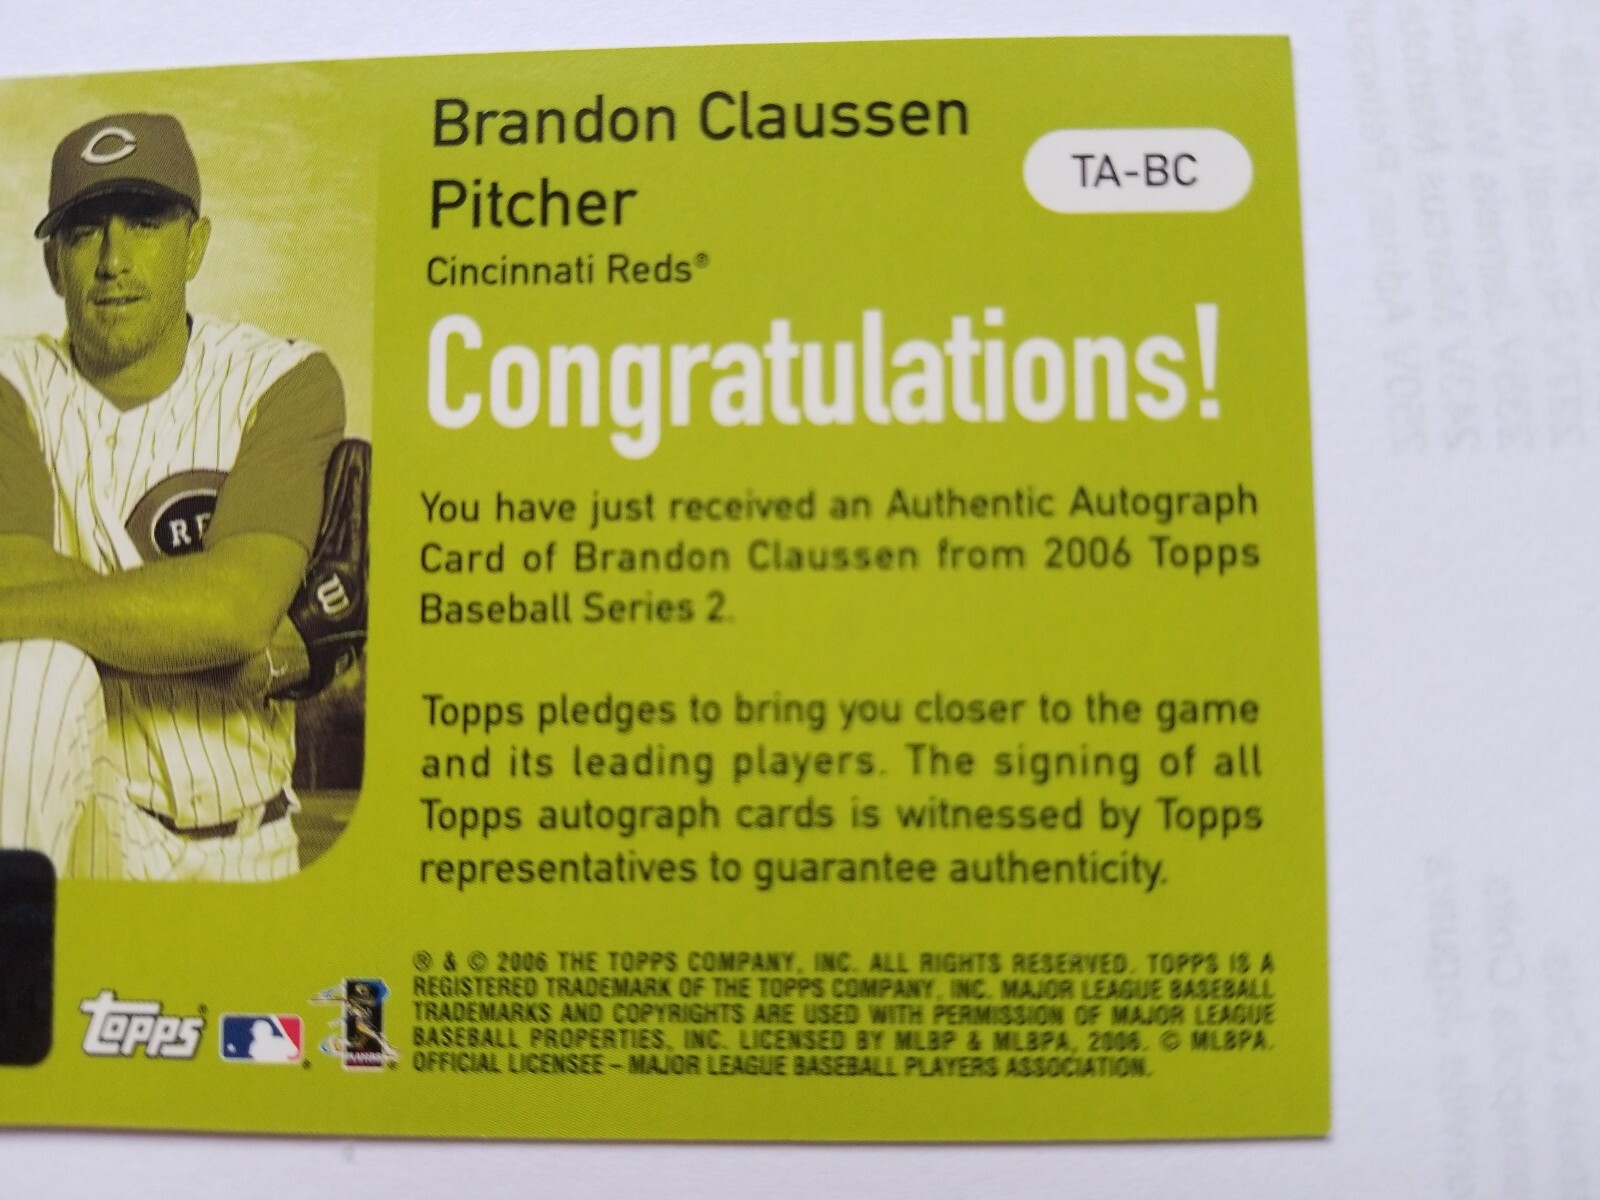 Brandon Claussen
Pitcher
Cincinnati Reds®
TA-BC
Congratulations!
You have just received an Authentic Autograph
Card of Brandon Claussen from 2006 Topps
Baseball Series 2.
Topps pledges to bring you closer to the game
and its leading players. The signing of all
Topps autograph cards is witnessed by Topps
representatives to guarantee authenticity.
® & © 2006 THE TOPPS COMPANY, INC. ALL RIGHTS RESERVED. TOPPS IS A
REGISTERED TRADEMARK OF THE TOPPS COMPANY, INC. MAJOR LEAGUE BASEBALL
TRADEMARKS AND COPYRIGHTS ARE USED WITH PERMISSION OF MAJOR LEAGUE
BASEBALL PROPERTIES, INC. LICENSED BY MLBP & MLBPA, 2006. © MLBPA.
OFFICIAL LICENSEE – MAJOR LEAGUE BASEBALL PLAYERS ASSOCIATION.
Topps®